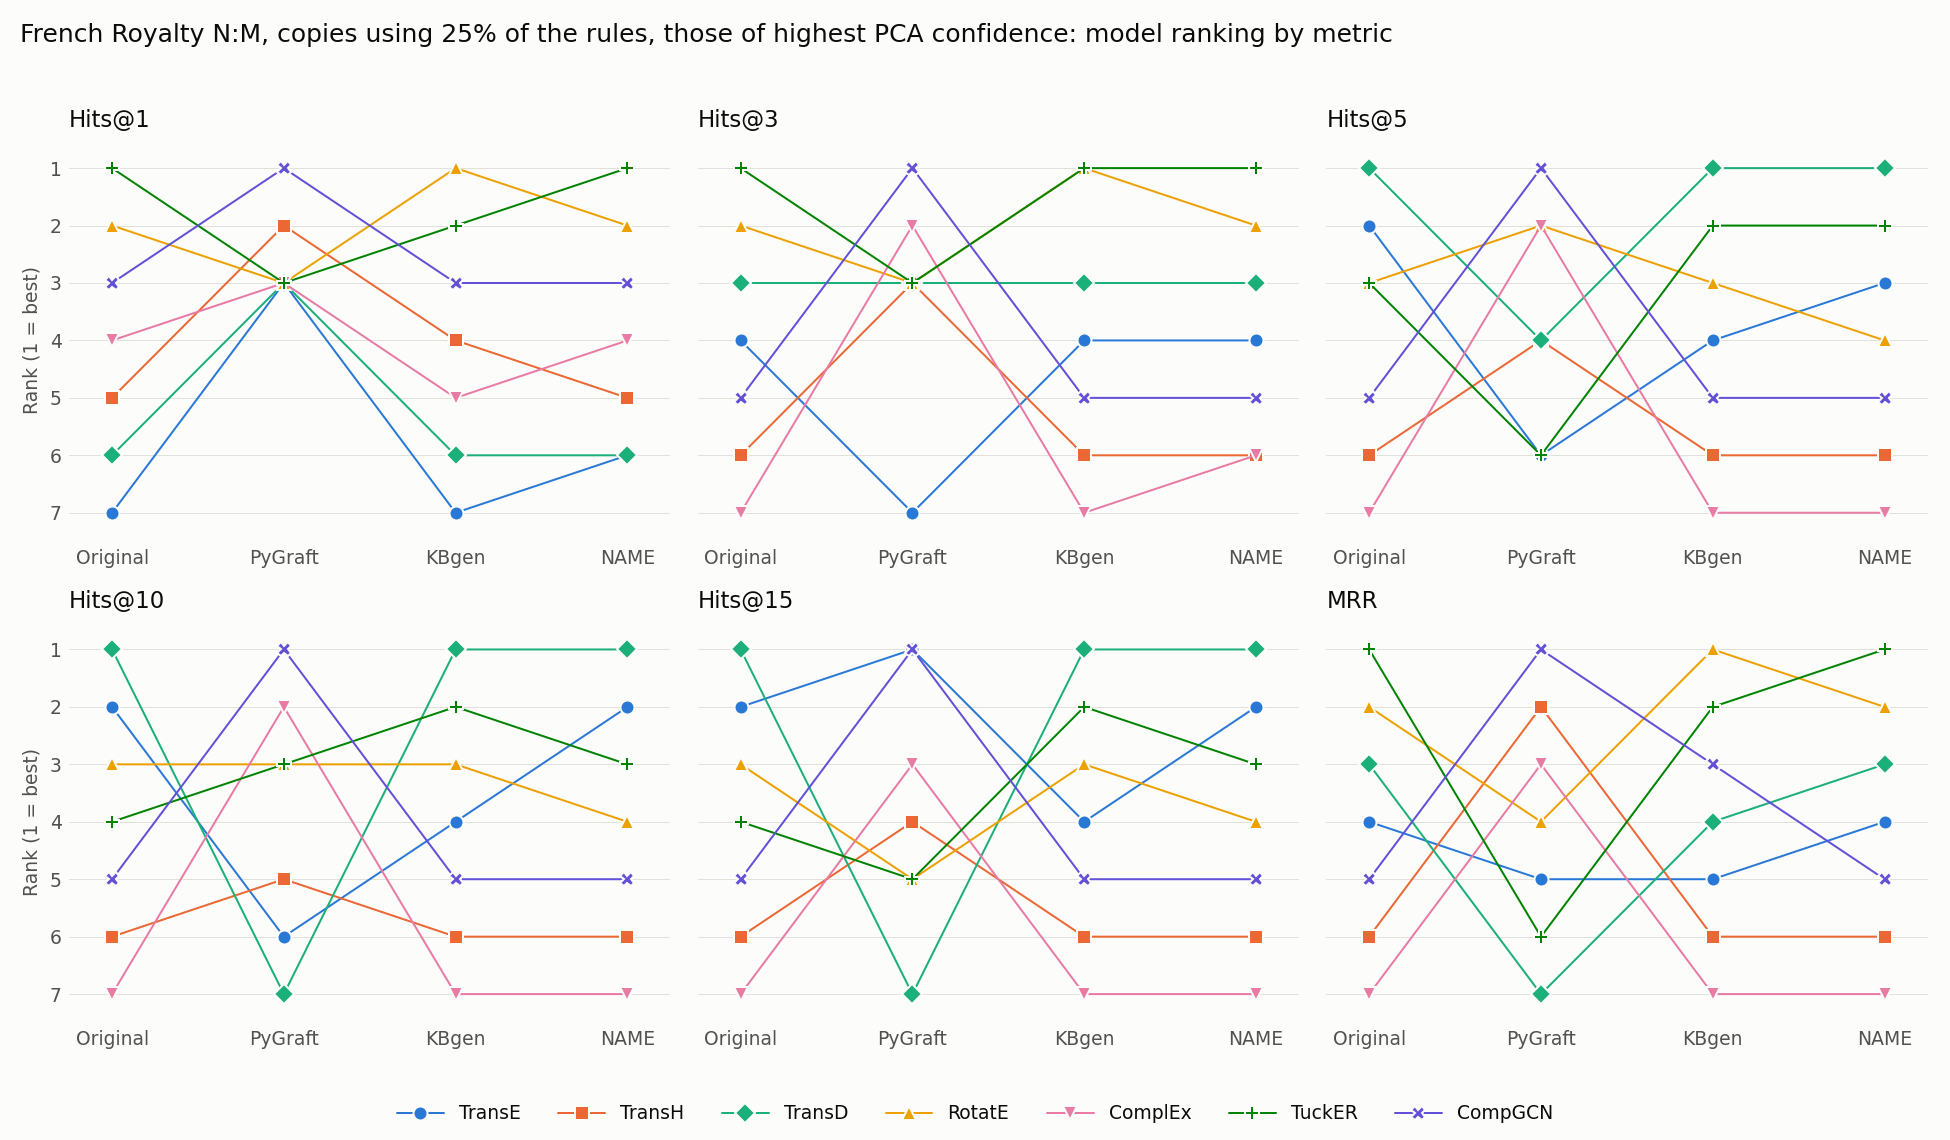 French Royalty N:M, copies using 25% of the rules, those of highest PCA confidence: model ranking by metric
Hits@1 Hits@3 Hits@5
Rank (1 = best)
1
2
3
4
5
6
7
Original PyGraft KBgen NAME Original PyGraft KBgen NAME Original PyGraft KBgen NAME
Hits@10 Hits@15 MRR
Rank (1 = best)
1
2
3
4
5
6
7
Original PyGraft KBgen NAME Original PyGraft KBgen NAME Original PyGraft KBgen NAME
TransE TransH TransD RotatE ComplEx TuckER CompGCN